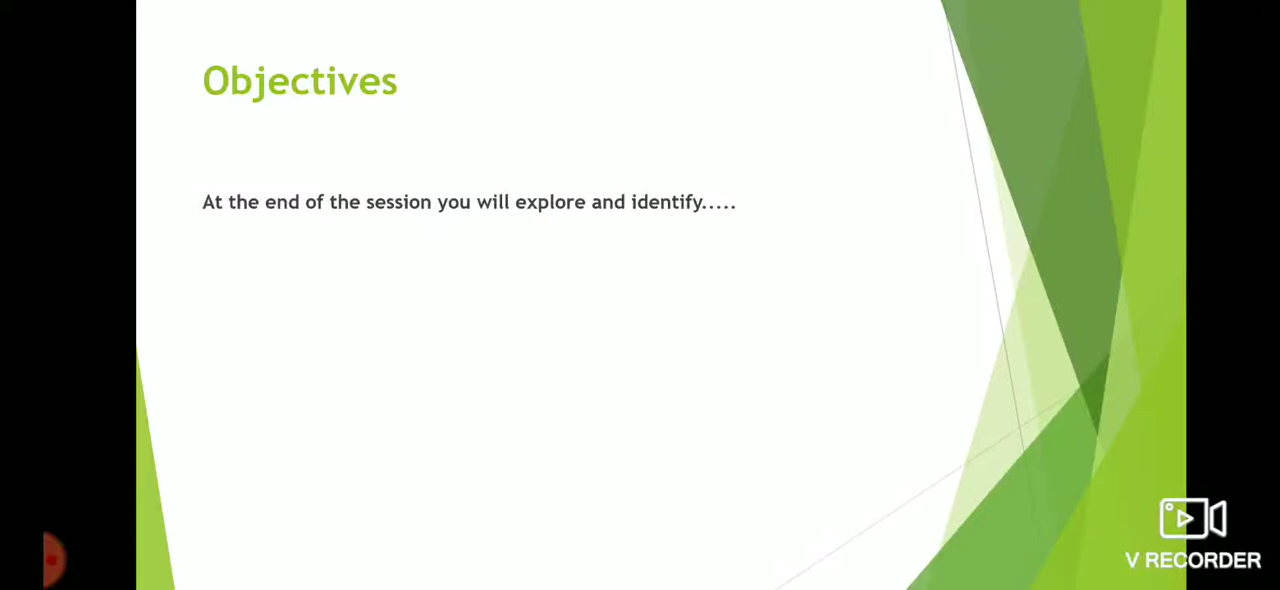 Objectives
At the end of the session you will explore and identify.....
V RECORDER